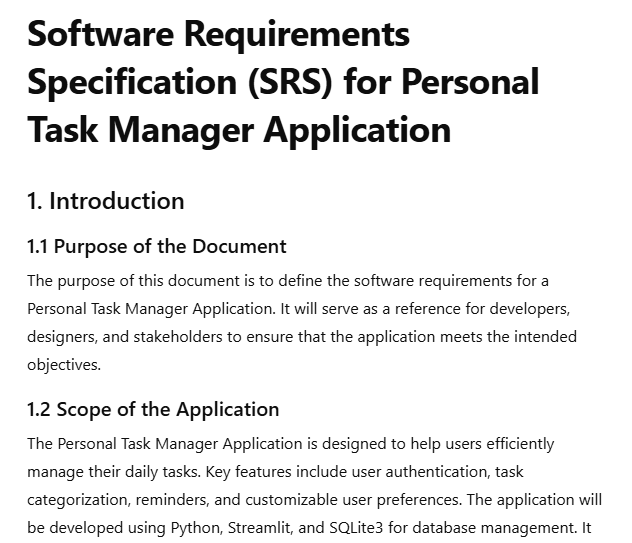 Software Requirements
Specification (SRS) for Personal
Task Manager Application
1. Introduction
1.1 Purpose of the Document
The purpose of this document is to define the software requirements for a
Personal Task Manager Application. It will serve as a reference for developers,
designers, and stakeholders to ensure that the application meets the intended
objectives.
1.2 Scope of the Application
The Personal Task Manager Application is designed to help users efficiently
manage their daily tasks. Key features include user authentication, task
categorization, reminders, and customizable user preferences. The application will
be developed using Python, Streamlit, and SQLite3 for database management. It